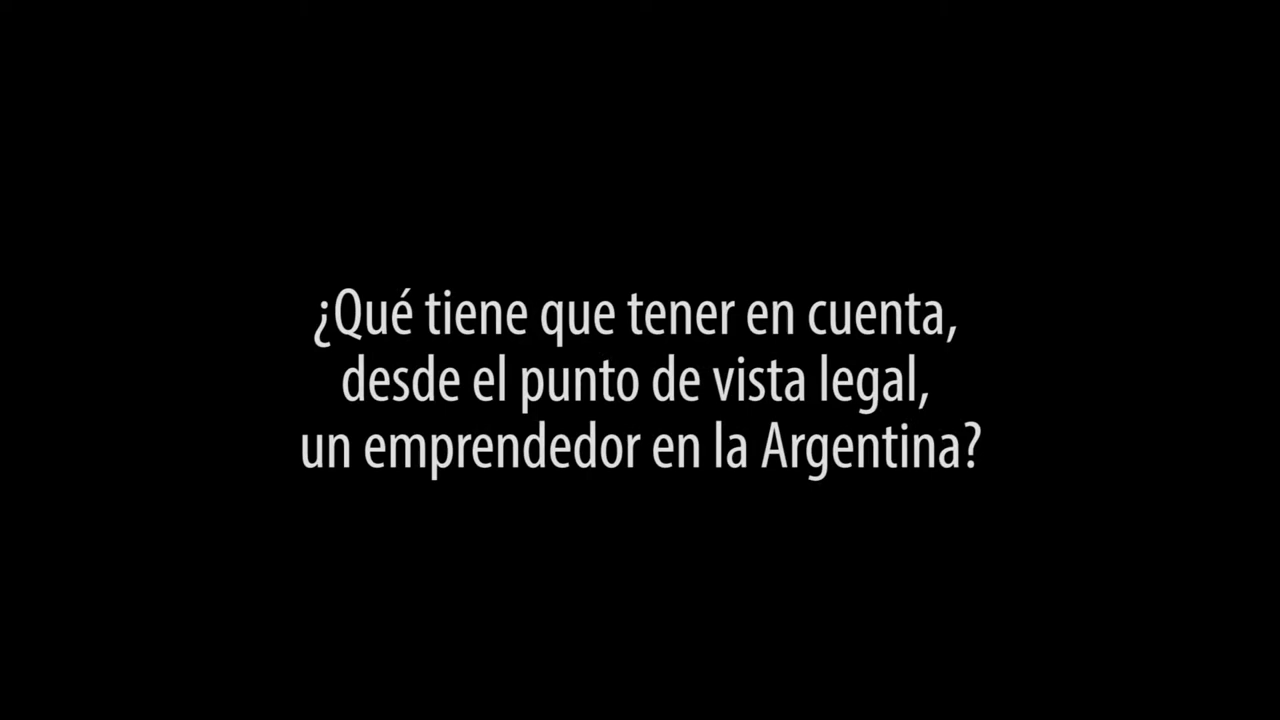 ¿Qué tiene que tener en cuenta,
desde el punto de vista legal,
un emprendedor en la Argentina?